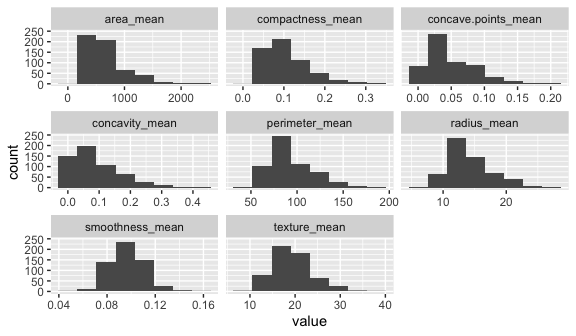 area_mean compactness_mean concave.points_mean
250
200
150
100
50
0
0 1000 2000 0.0 0.1 0.2 0.3 0.00 0.05 0.10 0.15 0.20
concavity_mean perimeter_mean radius_mean
250
200
150
100
50
0
0.0 0.1 0.2 0.3 0.4 50 100 150 200 10 20
smoothness_mean texture_mean
250
200
150
100
50
0
0.04 0.08 0.12 0.16 10 20 30 40
count
value